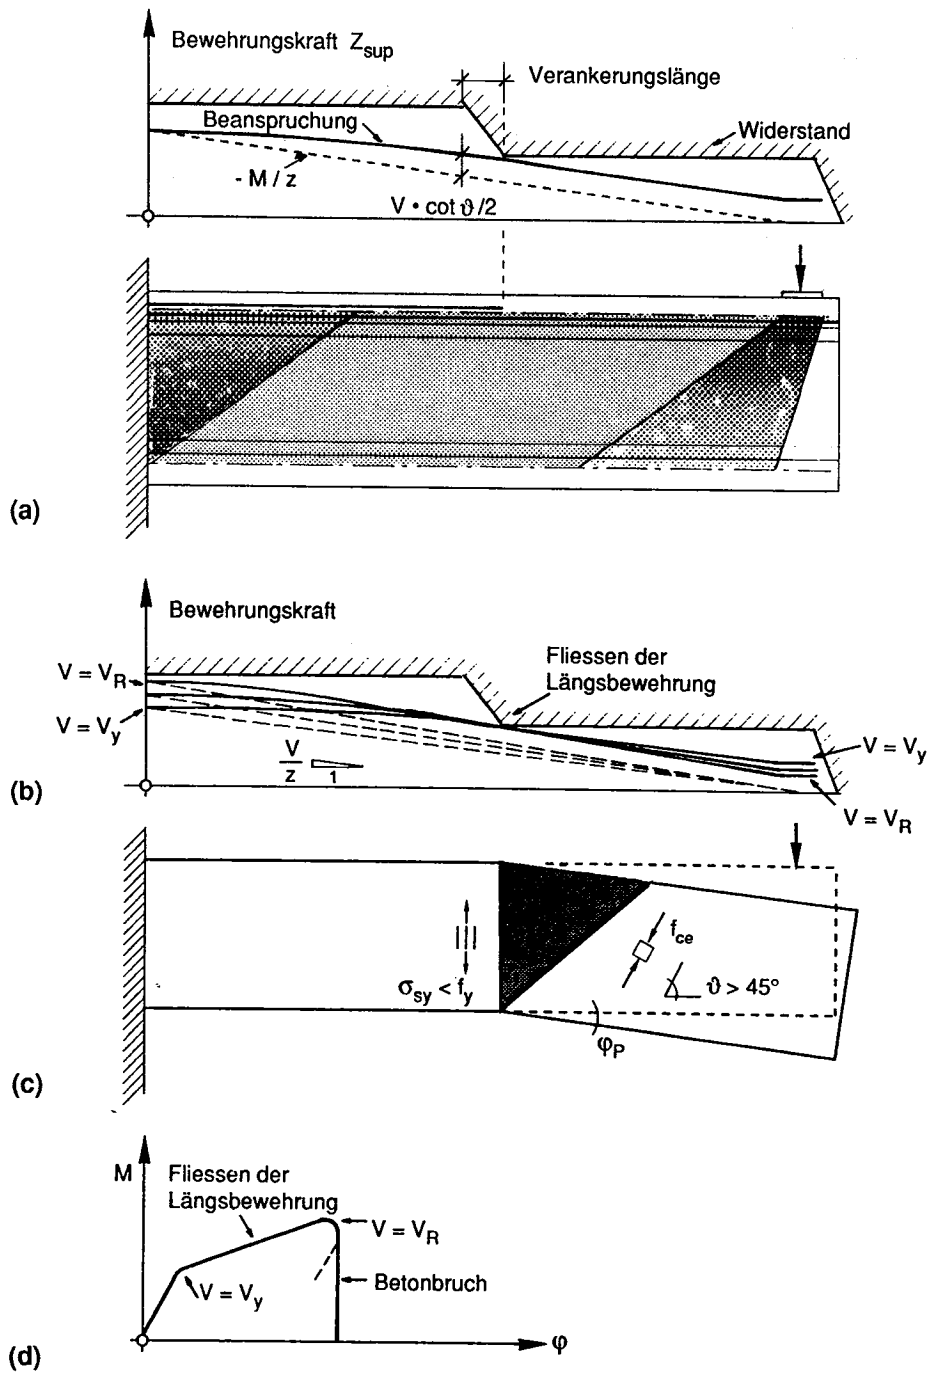 Bewehrungskraft Z_sup
Verankerungslänge
Beanspruchung
Widerstand
- M / z
V • cot ϑ /2
(a)
Bewehrungskraft
Fliessen der
Längsbewehrung
V = V_R
V = V_y
V = V_y
V/z
1
(b)
V = V_R
f_ce
σ_sy < f_y
ϑ > 45°
φ_P
(c)
M
Fliessen der
Längsbewehrung
V = V_R
Betonbruch
V = V_y
φ
(d)